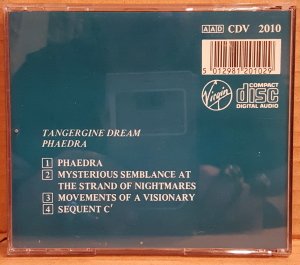 AAD CDV 2010
5 012981 201029
Virgin
COMPACT
disc
DIGITAL AUDIO
TANGERGINE DREAM
PHAEDRA
1 PHAEDRA
2 MYSTERIOUS SEMBLANCE AT
THE STRAND OF NIGHTMARES
3 MOVEMENTS OF A VISIONARY
4 SEQUENT C'